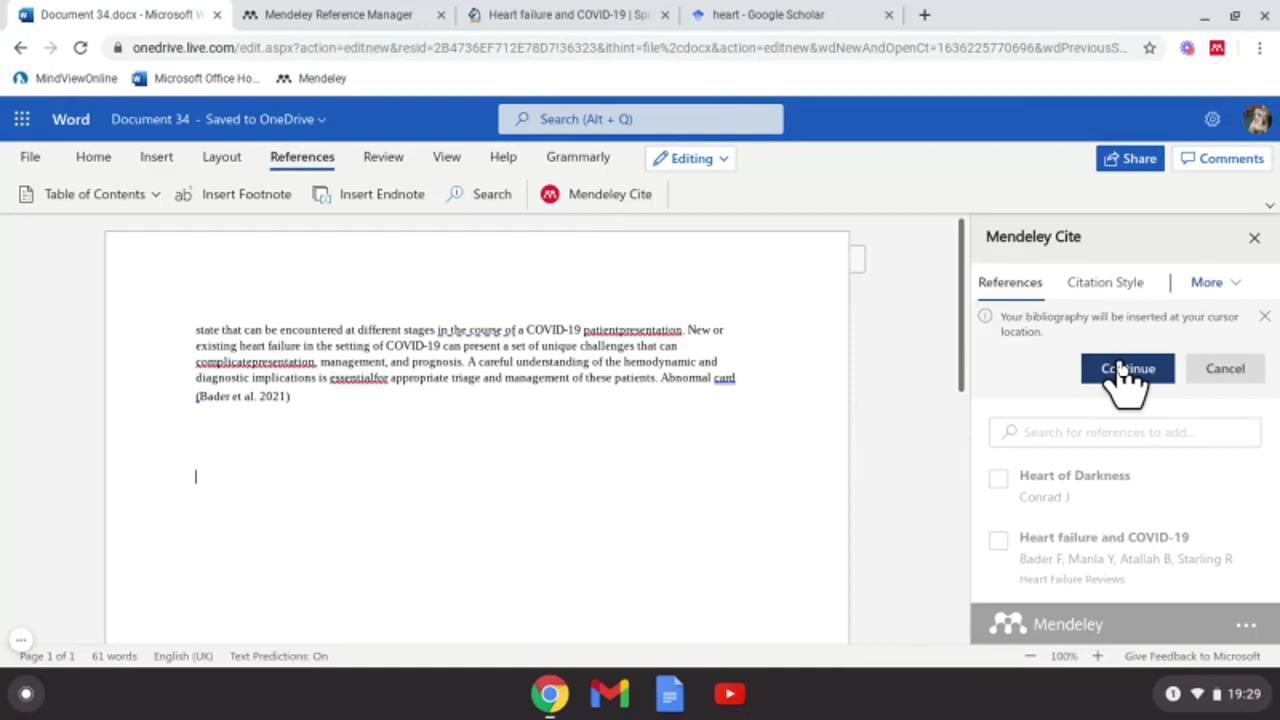 Document 34.docx - Microsoft W
Mendeley Reference Manager
Heart failure and COVID-19 | Sp
heart - Google Scholar
onedrive.live.com/edit.aspx?action=editnew&resid=2B4736EF712E78D7!36323&ithint=file%2cdocx&action=editnew&wdNewAndOpenCt=1636225770696&wdPreviousS...
MindViewOnline
Microsoft Office Ho...
Mendeley
Word
Document 34 - Saved to OneDrive
Search (Alt + Q)
File
Home
Insert
Layout
References
Review
View
Help
Grammarly
Editing
Share
Comments
Table of Contents
ab
Insert Footnote
Insert Endnote
Search
Mendeley Cite
state that can be encountered at different stages in the course of a COVID-19 patientpresentation. New or
existing heart failure in the setting of COVID-19 can present a set of unique challenges that can
complicatepresentation, management, and prognosis. A careful understanding of the hemodynamic and
diagnostic implications is essentialfor appropriate triage and management of these patients. Abnormal card
(Bader et al. 2021)
Mendeley Cite
References
Citation Style
More
Your bibliography will be inserted at your cursor
location.
Continue
Cancel
Search for references to add...
Heart of Darkness
Conrad J
Heart failure and COVID-19
Bader F, Manla Y, Atallah B, Starling R
Heart Failure Reviews
Mendeley
Page 1 of 1
61 words
English (UK)
Text Predictions: On
100%
Give Feedback to Microsoft
1
19:29